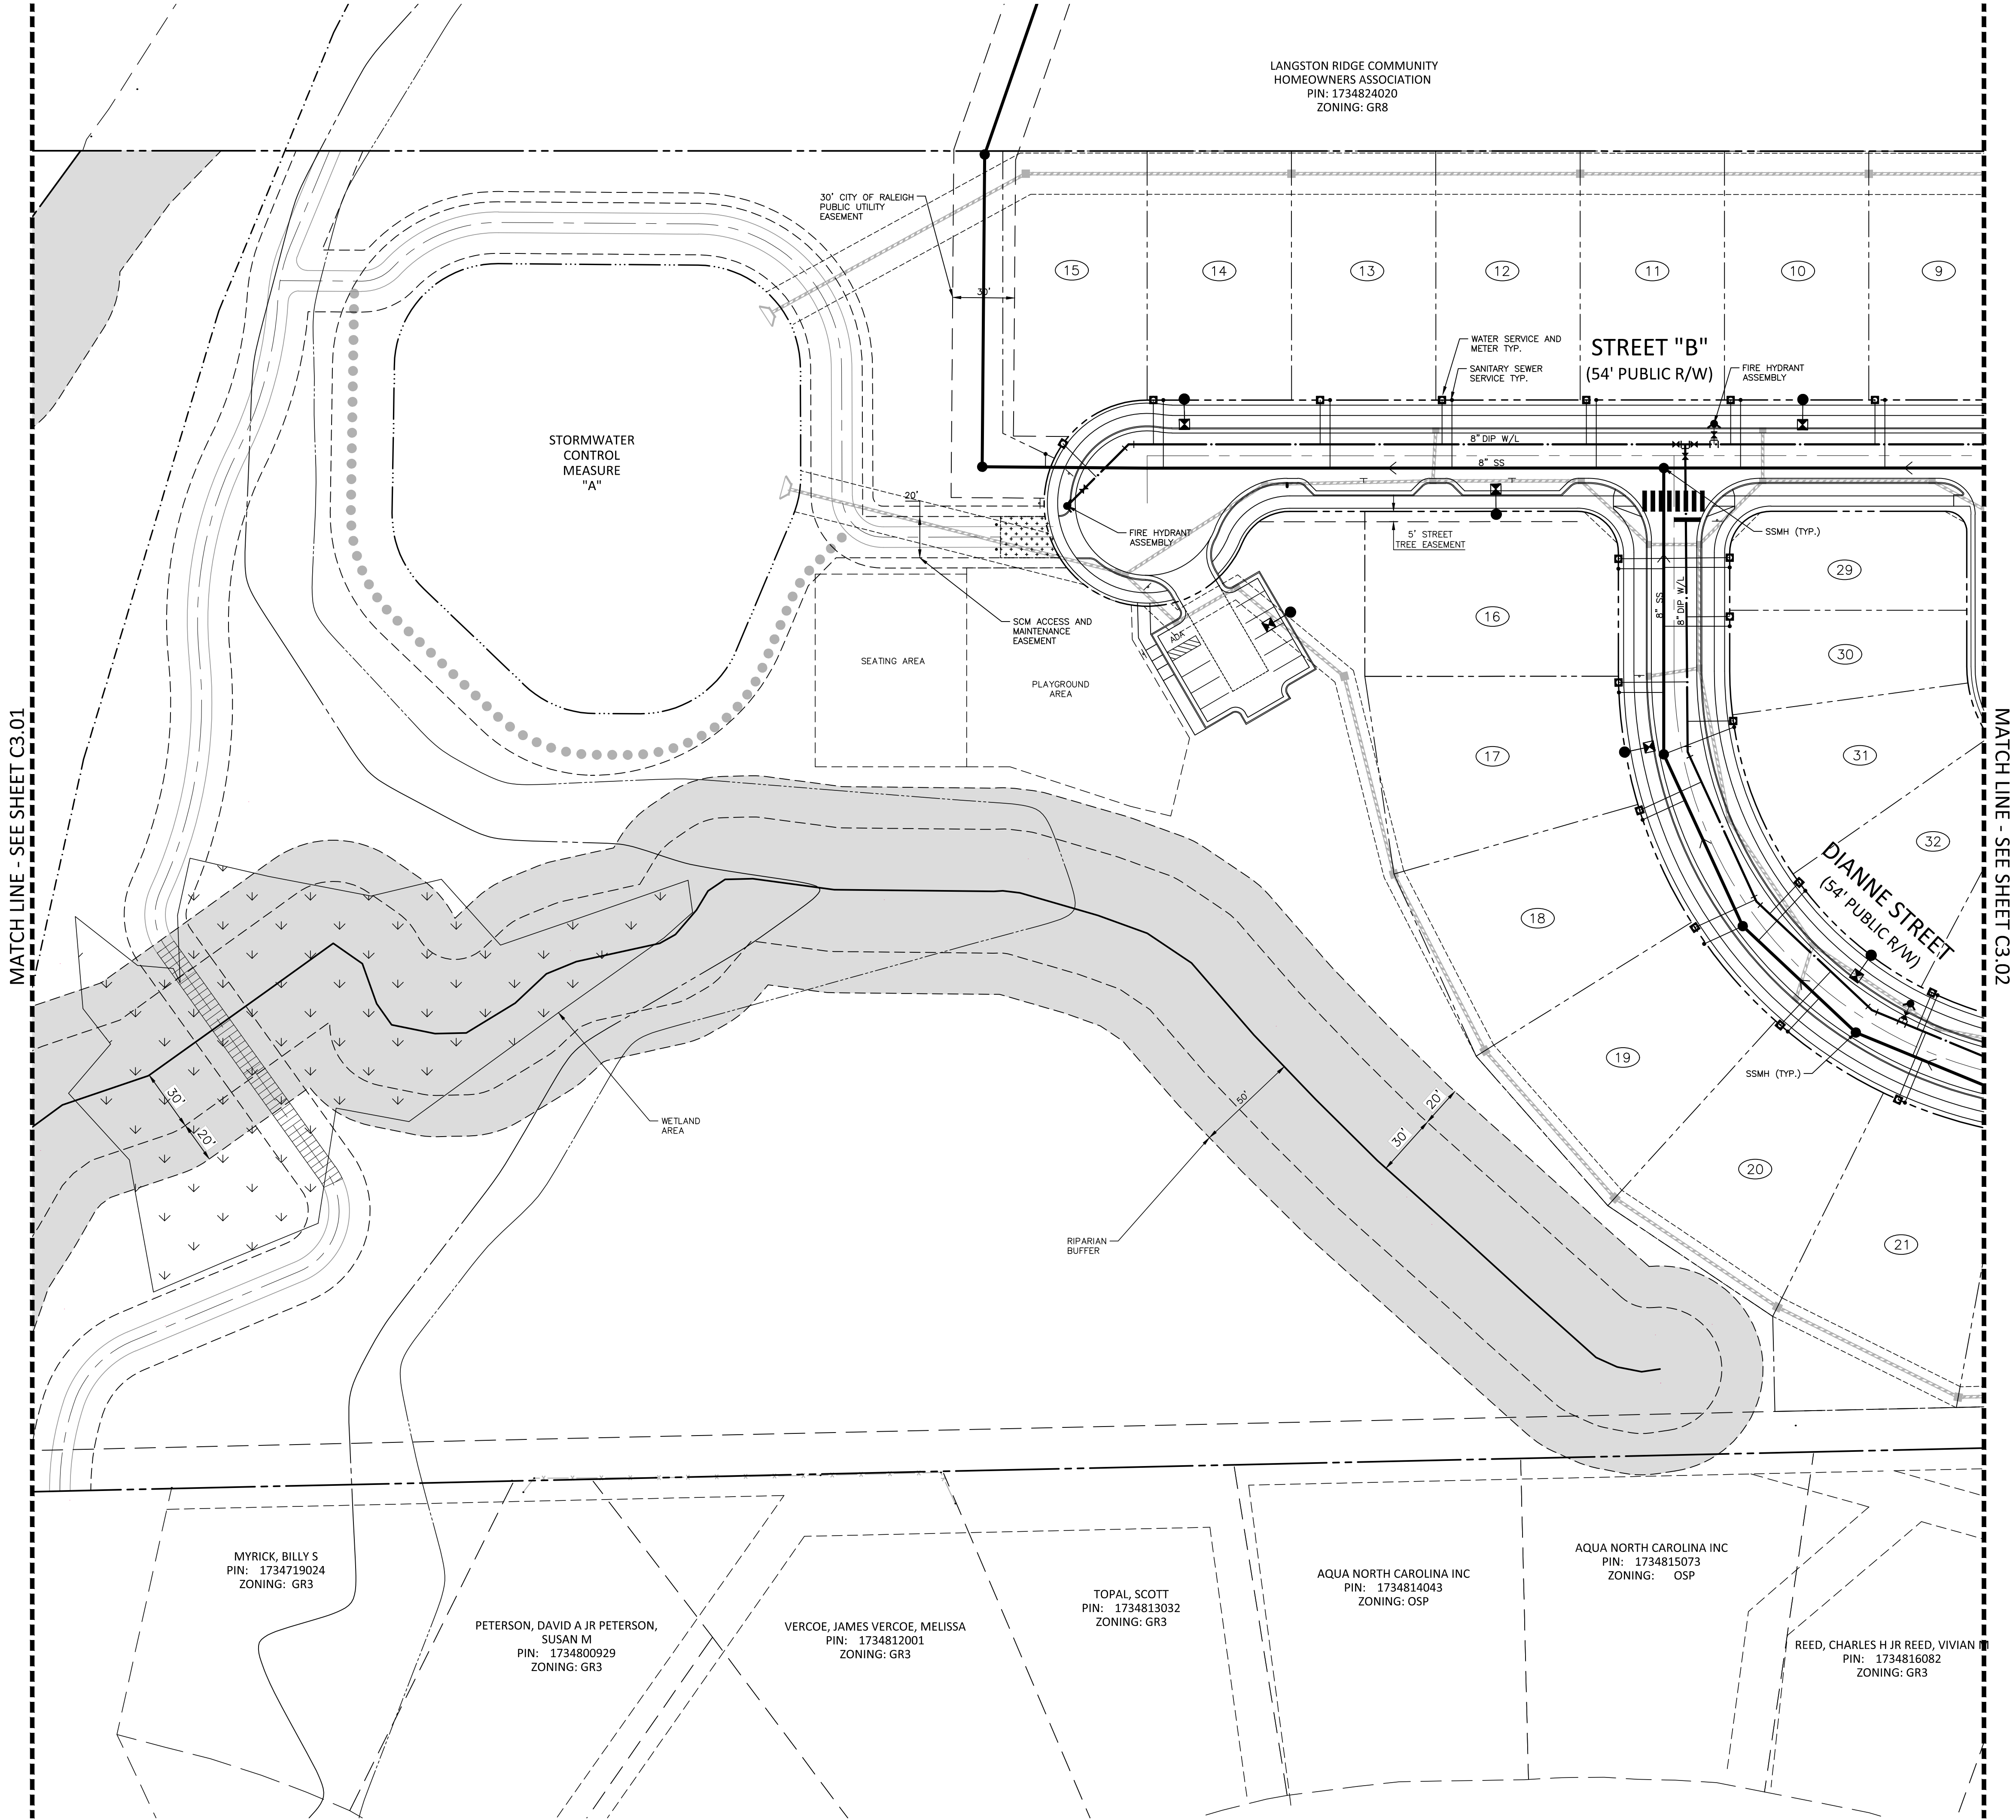 LANGSTON RIDGE COMMUNITY
HOMEOWNERS ASSOCIATION
PIN: 1734824020
ZONING: GR8
30' CITY OF RALEIGH
PUBLIC UTILITY
EASEMENT
30'
15
14
13
12
11
10
9
WATER SERVICE AND
METER TYP.
SANITARY SEWER
SERVICE TYP.
STREET "B"
(54' PUBLIC R/W)
FIRE HYDRANT
ASSEMBLY
8" DIP W/L
8" SS
STORMWATER
CONTROL
MEASURE
"A"
20'
FIRE HYDRANT
ASSEMBLY
5' STREET
TREE EASEMENT
SSMH (TYP.)
8" SS
8" DIP W/L
29
16
30
SCM ACCESS AND
MAINTENANCE
EASEMENT
ADA
SEATING AREA
PLAYGROUND
AREA
17
31
32
MATCH LINE - SEE SHEET C3.01
MATCH LINE - SEE SHEET C3.02
DIANNE STREET
(54' PUBLIC R/W)
18
19
SSMH (TYP.)
30'
20'
WETLAND
AREA
50'
20'
30'
20
RIPARIAN
BUFFER
21
MYRICK, BILLY S
PIN: 1734719024
ZONING: GR3
PETERSON, DAVID A JR PETERSON,
SUSAN M
PIN: 1734800929
ZONING: GR3
VERCOE, JAMES VERCOE, MELISSA
PIN: 1734812001
ZONING: GR3
TOPAL, SCOTT
PIN: 1734813032
ZONING: GR3
AQUA NORTH CAROLINA INC
PIN: 1734814043
ZONING: OSP
AQUA NORTH CAROLINA INC
PIN: 1734815073
ZONING: OSP
REED, CHARLES H JR REED, VIVIAN M
PIN: 1734816082
ZONING: GR3